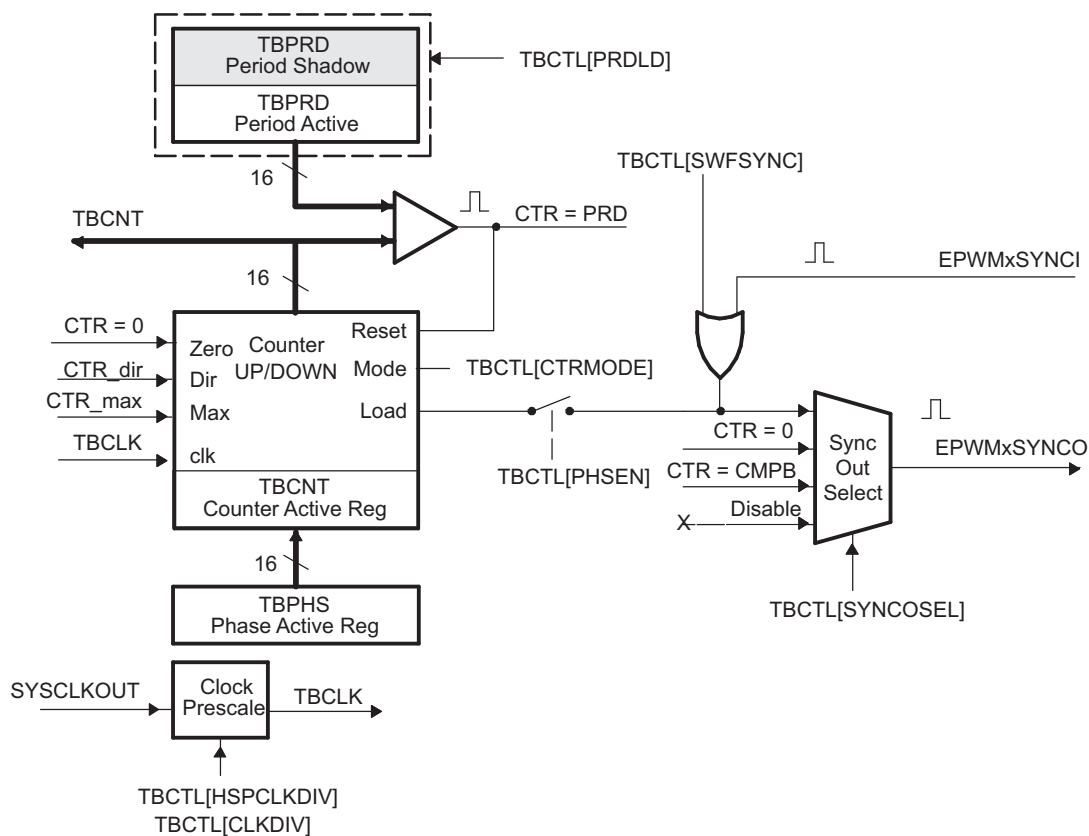 TBPRD
Period Shadow
TBPRD
Period Active
TBCTL[PRDLD]
16
TBCTL[SWFSYNC]
TBCNT
CTR = PRD
16
EPWMxSYNCI
CTR = 0
CTR_dir
CTR_max
TBCLK
Zero
Dir
Max
clk
Counter
UP/DOWN
Reset
Mode
Load
TBCTL[CTRMODE]
TBCNT
Counter Active Reg
TBCTL[PHSEN]
CTR = 0
CTR = CMPB
Disable
X
Sync
Out
Select
EPWMxSYNCO
TBCTL[SYNCOSEL]
16
TBPHS
Phase Active Reg
SYSCLKOUT
Clock
Prescale
TBCLK
TBCTL[HSPCLKDIV]
TBCTL[CLKDIV]